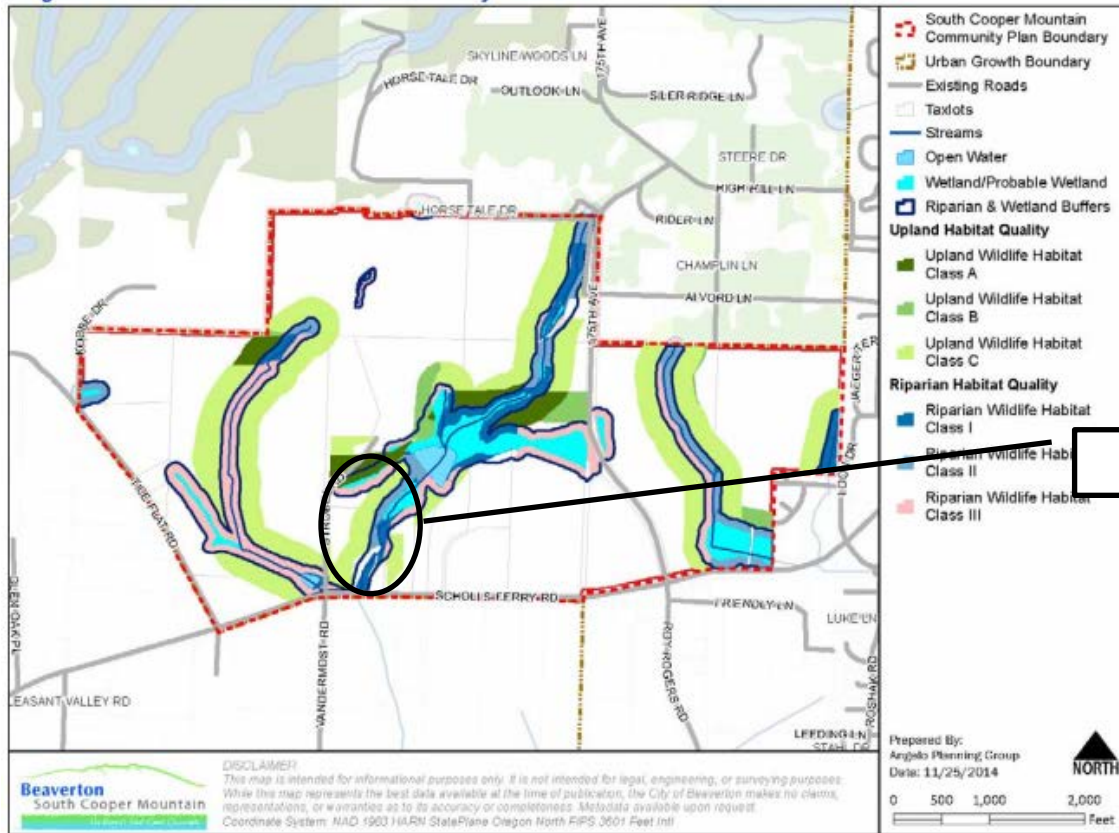 SKYLINE/WOODS LN
175TH AVE
HORSE TALE DR
OUTLOOK LN
SILER RIDGE LN
STEERE DR
HIGH HILL LN
HORSE TALE DR
RIDER LN
CHAMPLIN LN
ALVORD LN
KOBBE DR
175TH AVE
JAEGER TER
LOON DR
TILE FLAT RD
SCHOLLS FERRY RD
FRIENDLY LN
LUKE LN
VANDERMOST RD
ROY ROGERS RD
ROSHAK RD
LEEDING LN
STAHL DR
South Cooper Mountain
Community Plan Boundary
Urban Growth Boundary
Existing Roads
Taxlots
Streams
Open Water
Wetland/Probable Wetland
Riparian & Wetland Buffers
Upland Habitat Quality
Upland Wildlife Habitat
Class A
Upland Wildlife Habitat
Class B
Upland Wildlife Habitat
Class C
Riparian Habitat Quality
Riparian Wildlife Habitat
Class I
Riparian Wildlife
Class II
Riparian Wildlife Habitat
Class III
Prepared By:
Angelo Planning Group
Date: 11/25/2014
NORTH
0 500 1,000 2,000
Feet
Beaverton
South Cooper Mountain
DISCLAIMER
This map is intended for informational purposes only. It is not intended for legal, engineering, or surveying purposes.
While this map represents the best data available at the time of publication, the City of Beaverton makes no claims,
representations, or warranties as to its accuracy or completeness. Metadata available upon request.
Coordinate System: NAD 1983 HARN StatePlane Oregon North FIPS 3601 Feet Intl